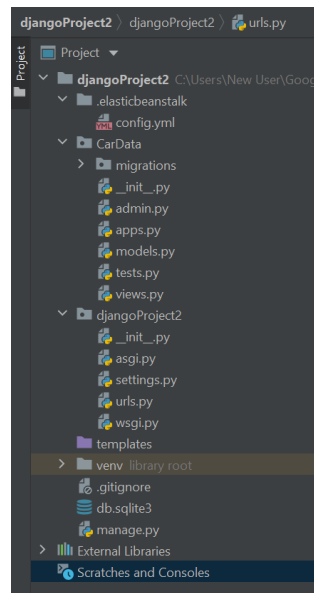 djangoProject2 〉 djangoProject2 〉 urls.py
Project
Project
djangoProject2 C:\Users\New User\Goog
.elasticbeanstalk
config.yml
CarData
migrations
__init__.py
admin.py
apps.py
models.py
tests.py
views.py
djangoProject2
__init__.py
asgi.py
settings.py
urls.py
wsgi.py
templates
venv library root
.gitignore
db.sqlite3
manage.py
External Libraries
Scratches and Consoles